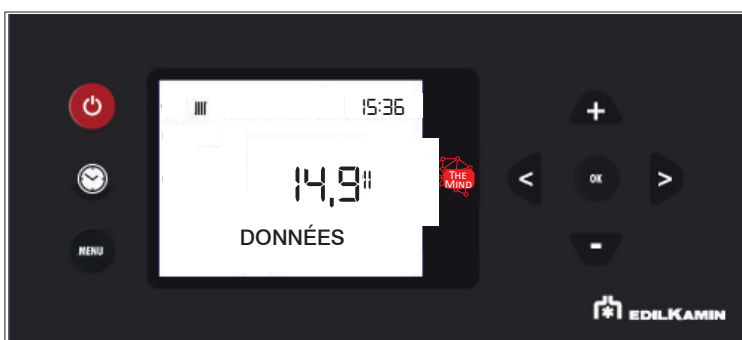 15:36
14,9"
THE
MIND
DONNÉES
MENU
+
<
OK
>
-
EDILKAMIN